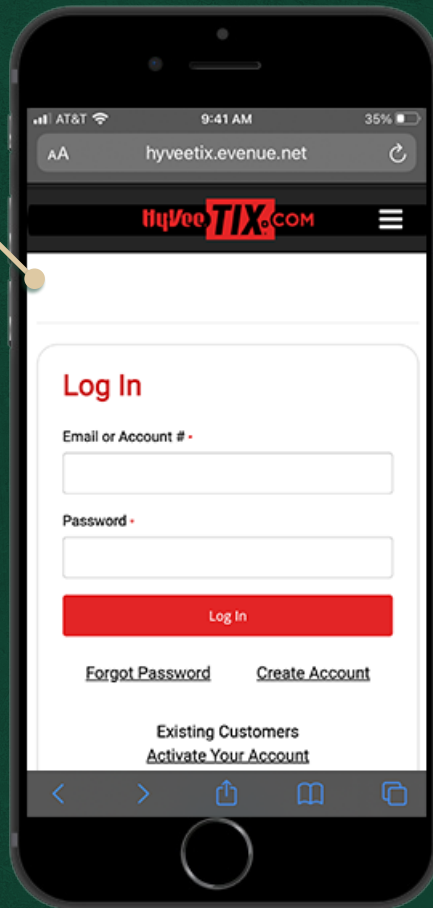 AT&T 9:41 AM 35%
AA hyveetix.evenue.net
HyVeeTIX.COM
Log In
Email or Account # •
Password •
Log In
Forgot Password Create Account
Existing Customers
Activate Your Account